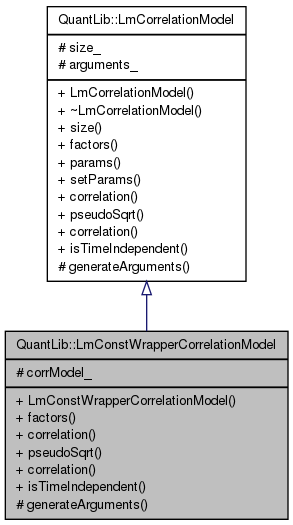 QuantLib::LmCorrelationModel
# size_
# arguments_
+ LmCorrelationModel()
+ ~LmCorrelationModel()
+ size()
+ factors()
+ params()
+ setParams()
+ correlation()
+ pseudoSqrt()
+ correlation()
+ isTimeIndependent()
# generateArguments()
QuantLib::LmConstWrapperCorrelationModel
# corrModel_
+ LmConstWrapperCorrelationModel()
+ factors()
+ correlation()
+ pseudoSqrt()
+ correlation()
+ isTimeIndependent()
# generateArguments()